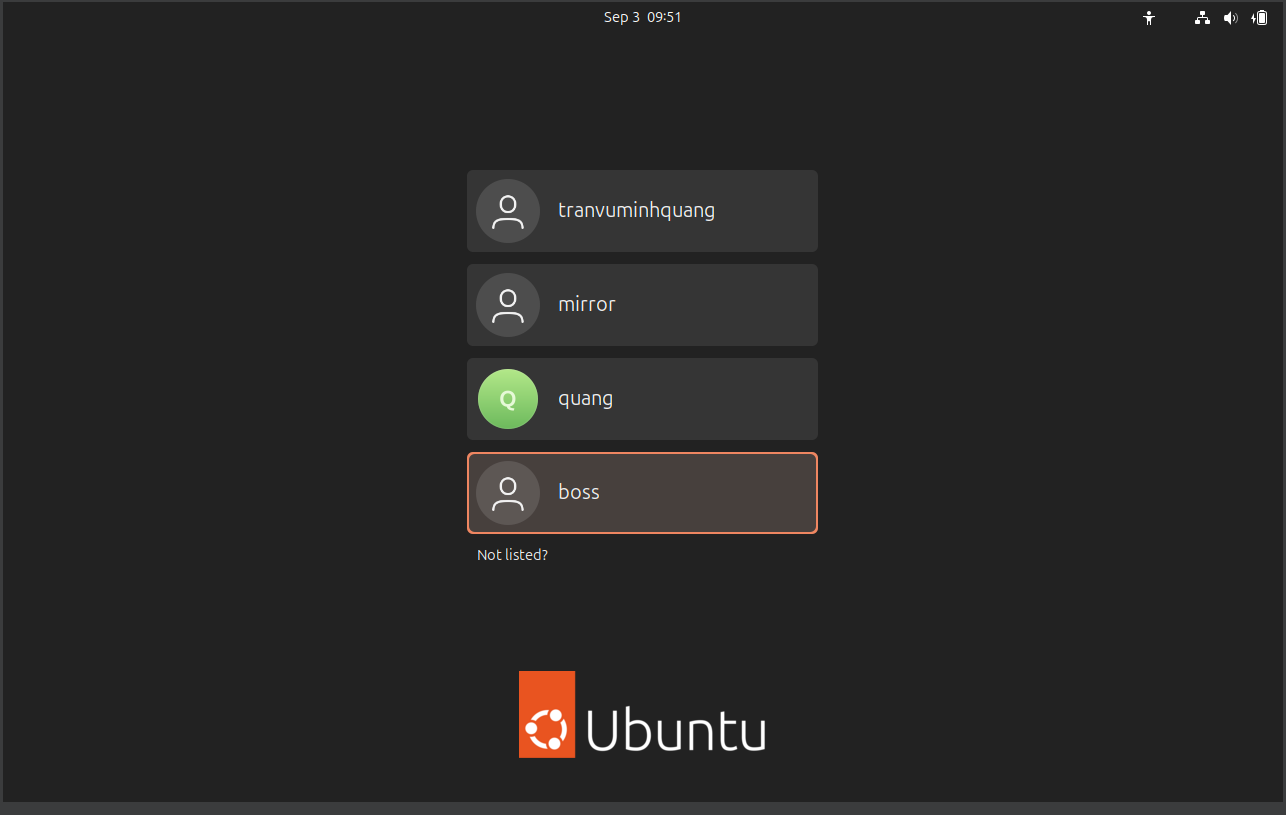 Sep 3 09:51
tranvuminhquang
mirror
Q
quang
boss
Not listed?
Ubuntu